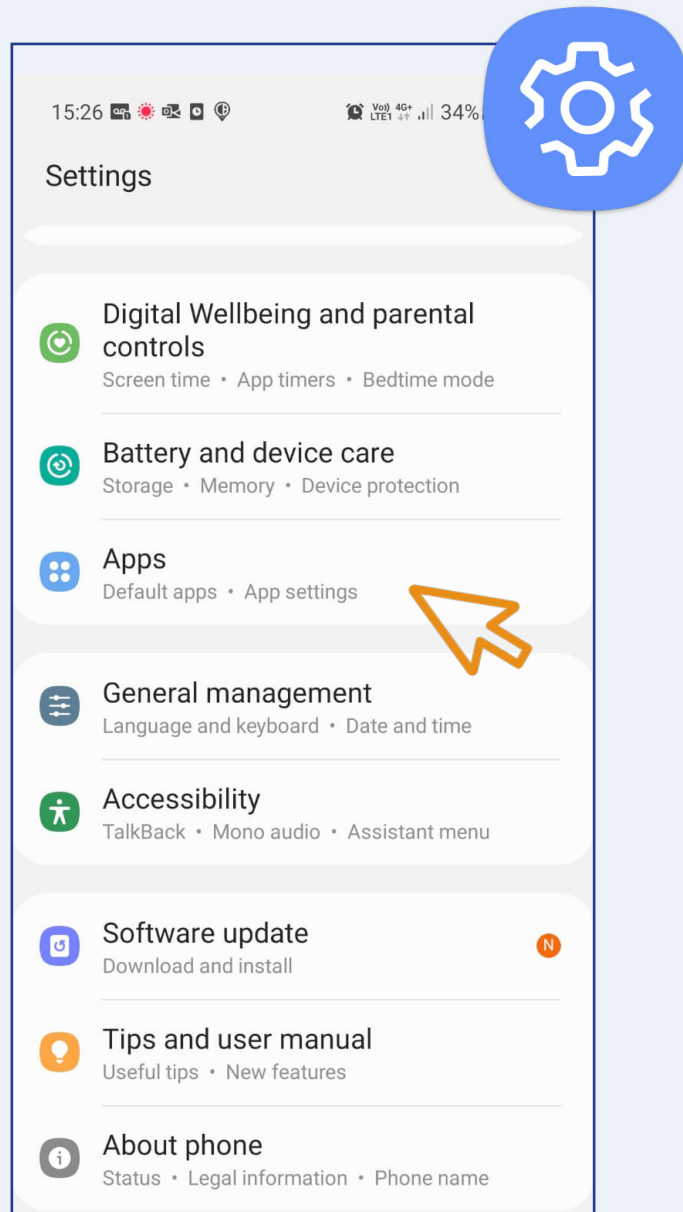 15:26 Vo)) 4G+ 34%
LTE1
Settings
Digital Wellbeing and parental
controls
Screen time • App timers • Bedtime mode
Battery and device care
Storage • Memory • Device protection
Apps
Default apps • App settings
General management
Language and keyboard • Date and time
Accessibility
TalkBack • Mono audio • Assistant menu
Software update N
Download and install
Tips and user manual
Useful tips • New features
About phone
Status • Legal information • Phone name